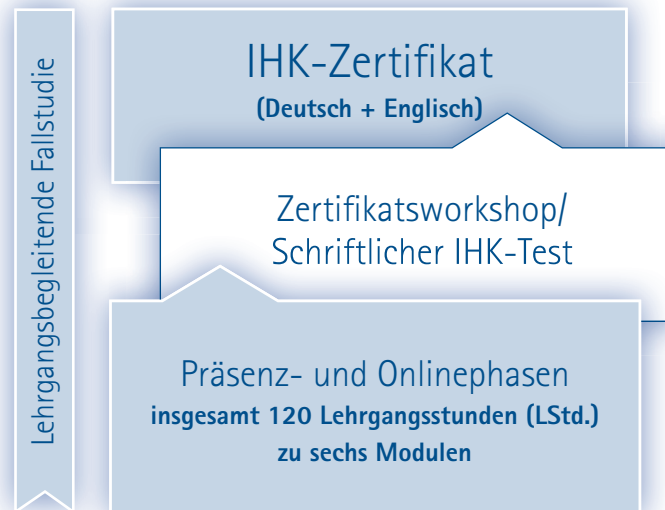 Lehrgangsbegleitende Fallstudie
IHK-Zertifikat
(Deutsch + Englisch)
Zertifikatsworkshop/
Schriftlicher IHK-Test
Präsenz- und Onlinephasen
insgesamt 120 Lehrgangsstunden (LStd.)
zu sechs Modulen